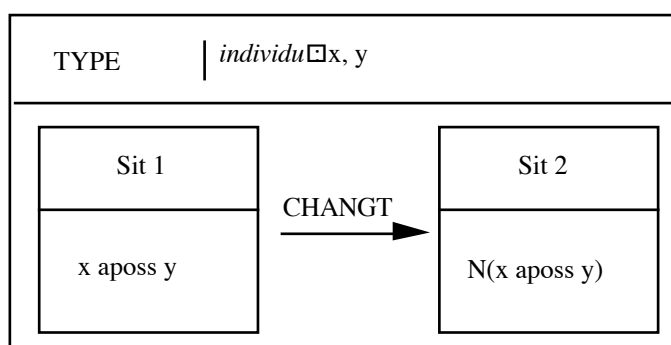 TYPE individu⊡x, y
Sit 1
Sit 2
CHANGT
x aposs y
N(x aposs y)